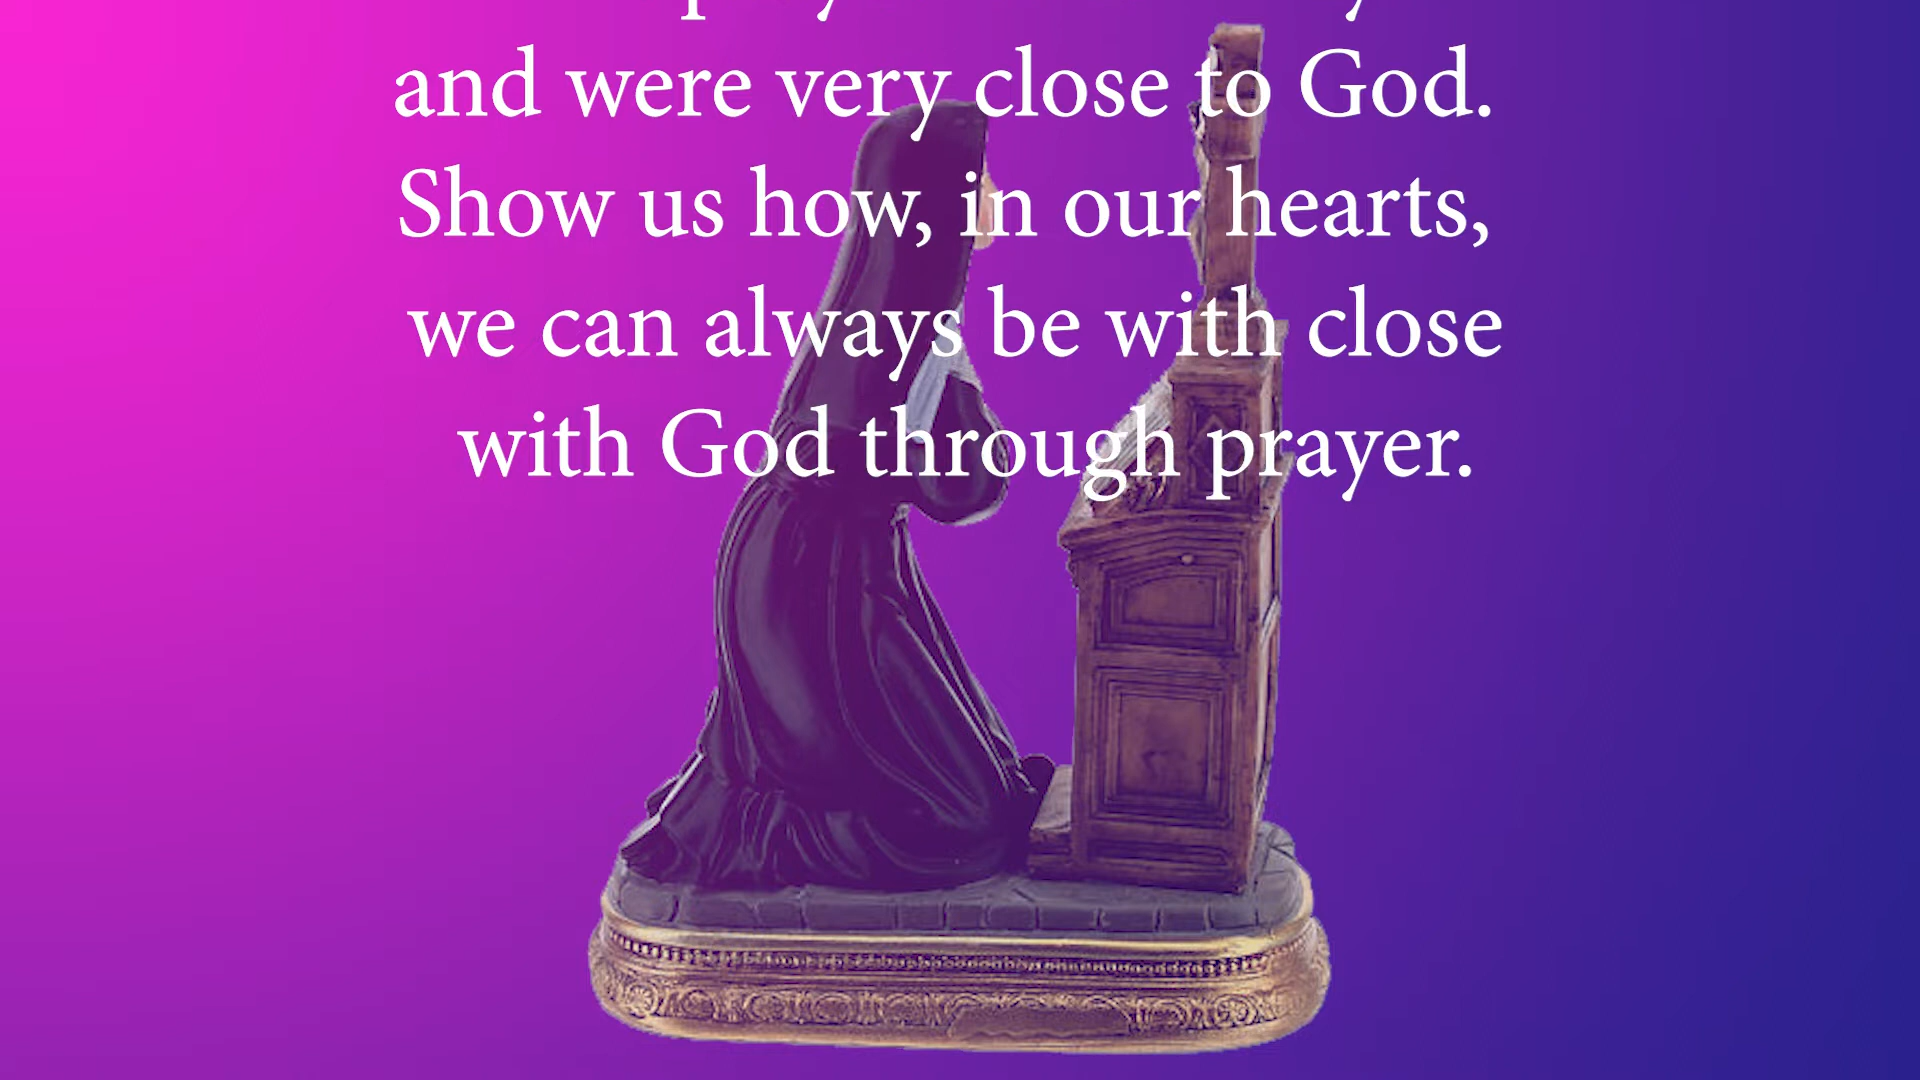 and were very close to God.
Show us how, in our hearts,
we can always be with close
with God through prayer.